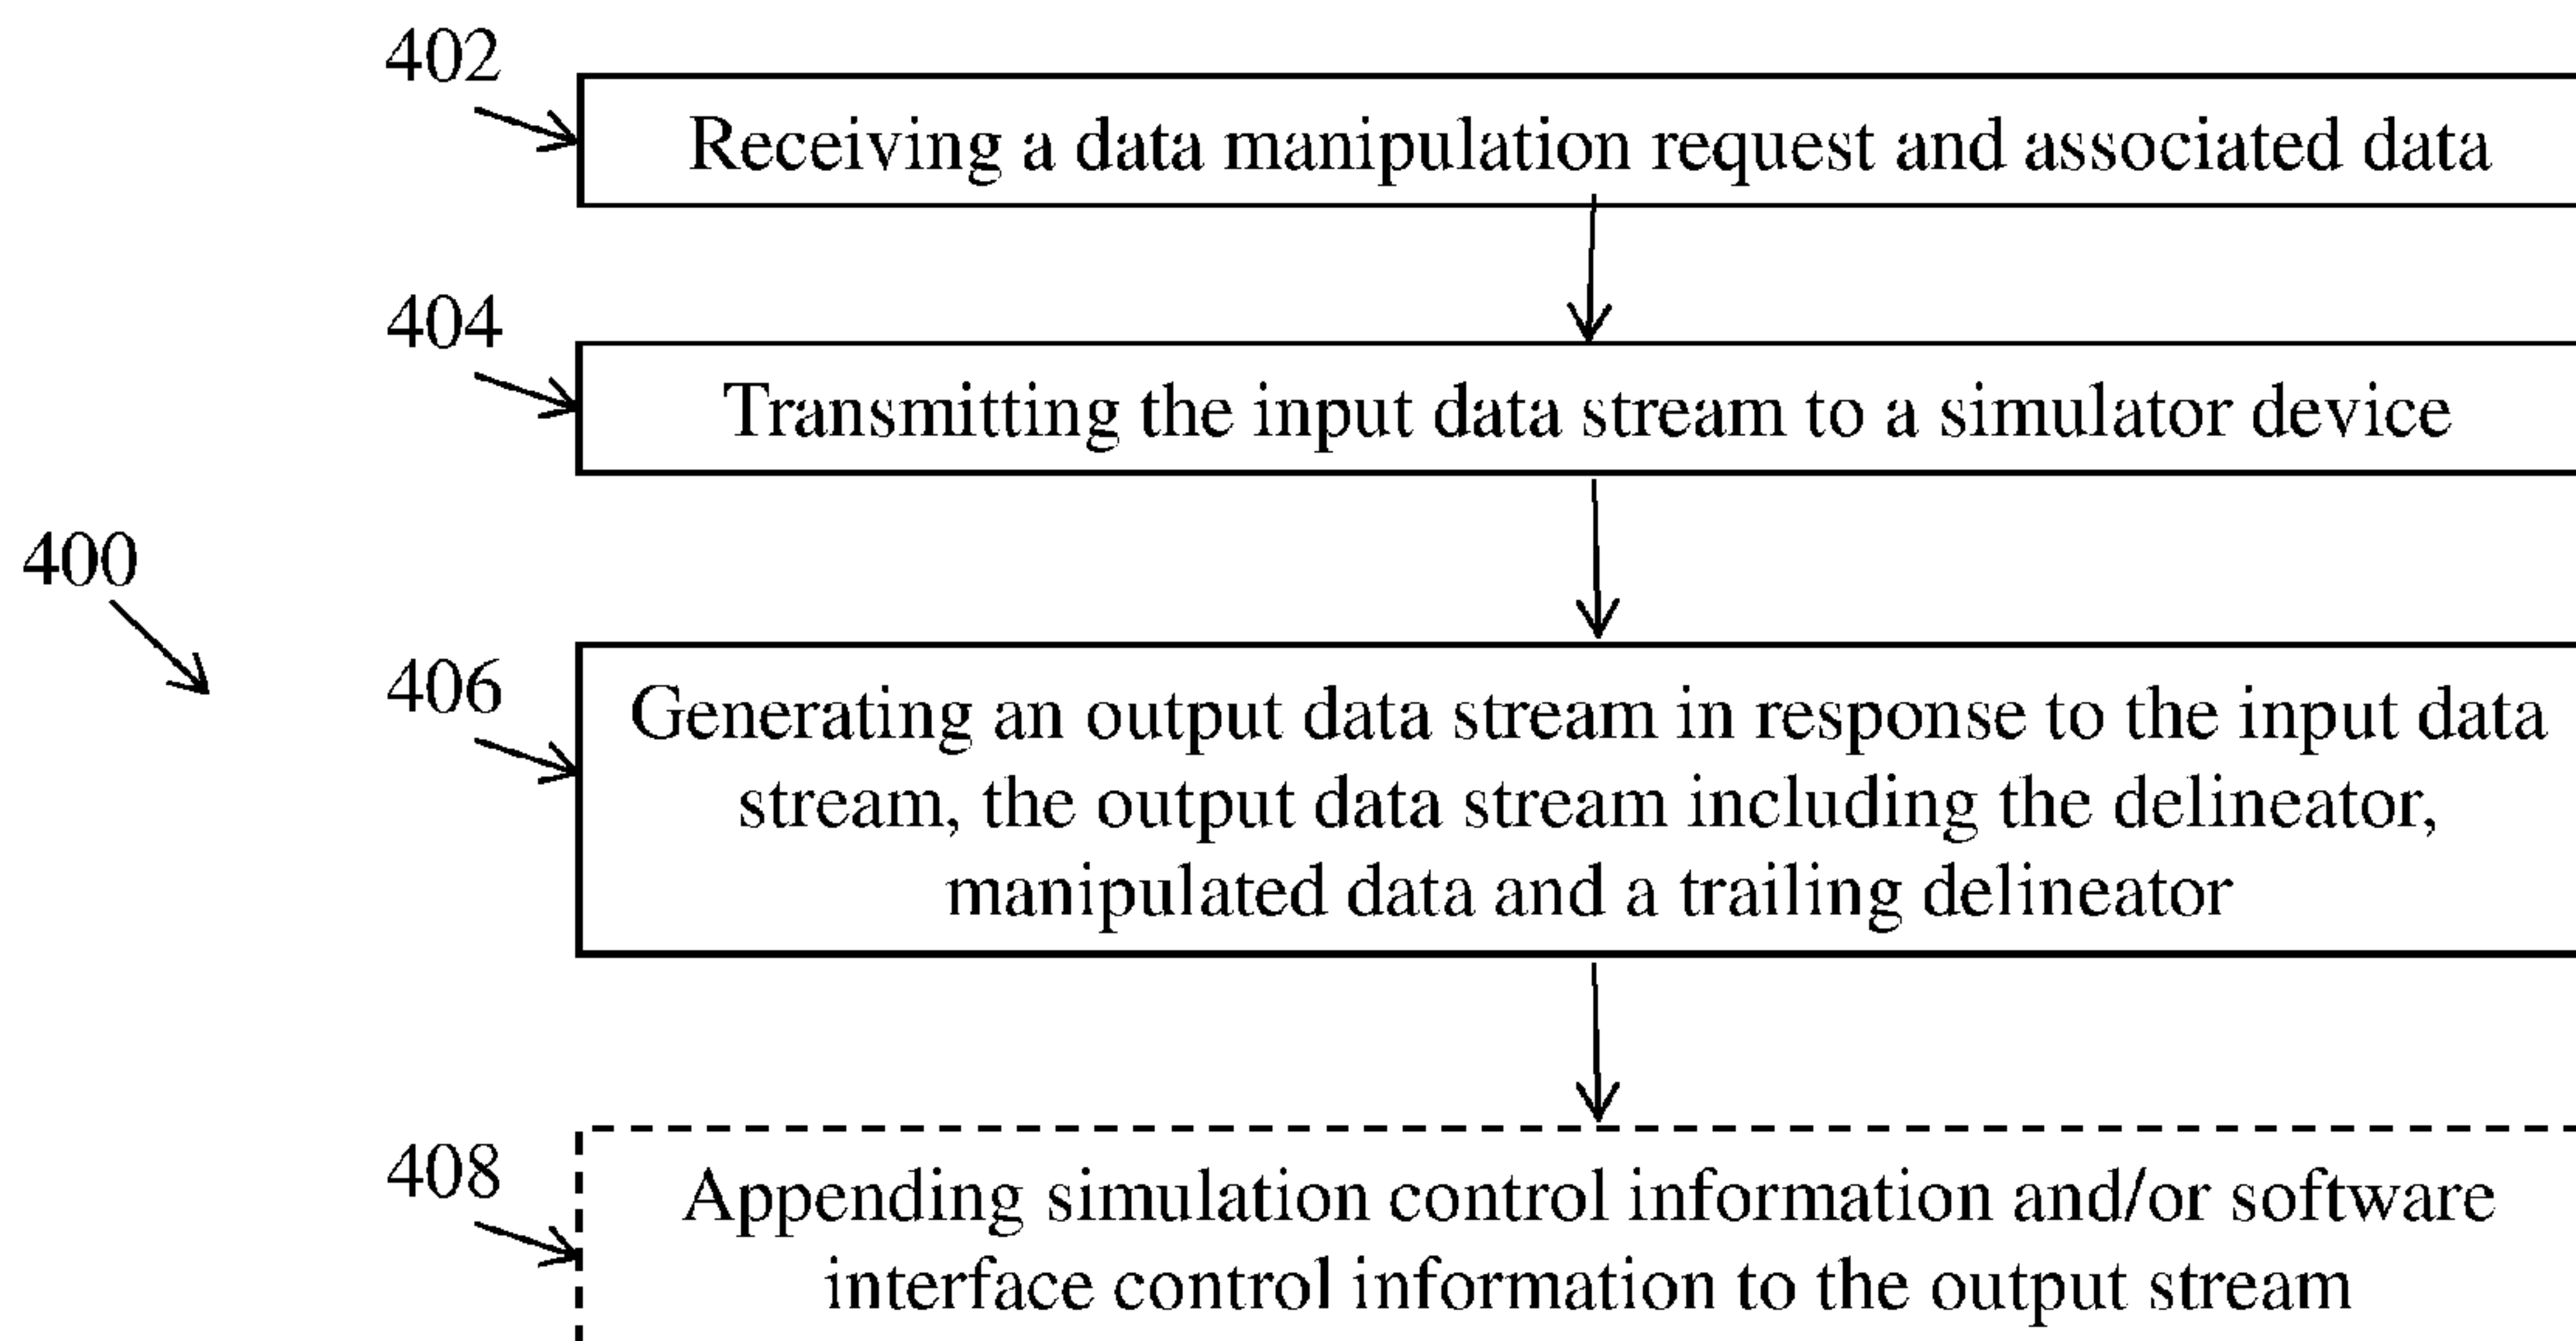 402
Receiving a data manipulation request and associated data
404
Transmitting the input data stream to a simulator device
400
406
Generating an output data stream in response to the input data
stream, the output data stream including the delineator,
manipulated data and a trailing delineator
408
Appending simulation control information and/or software
interface control information to the output stream